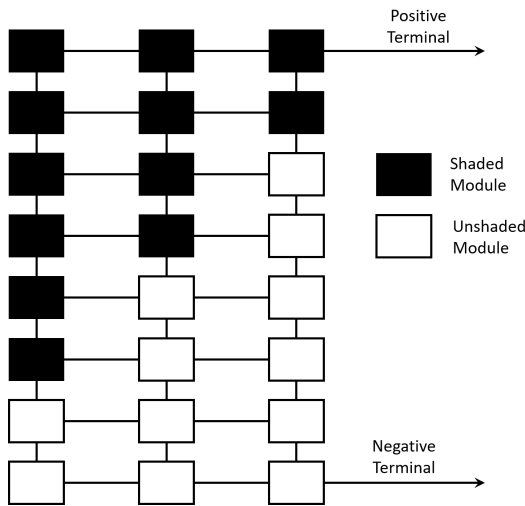 Positive
Terminal
Shaded
Module
Unshaded
Module
Negative
Terminal